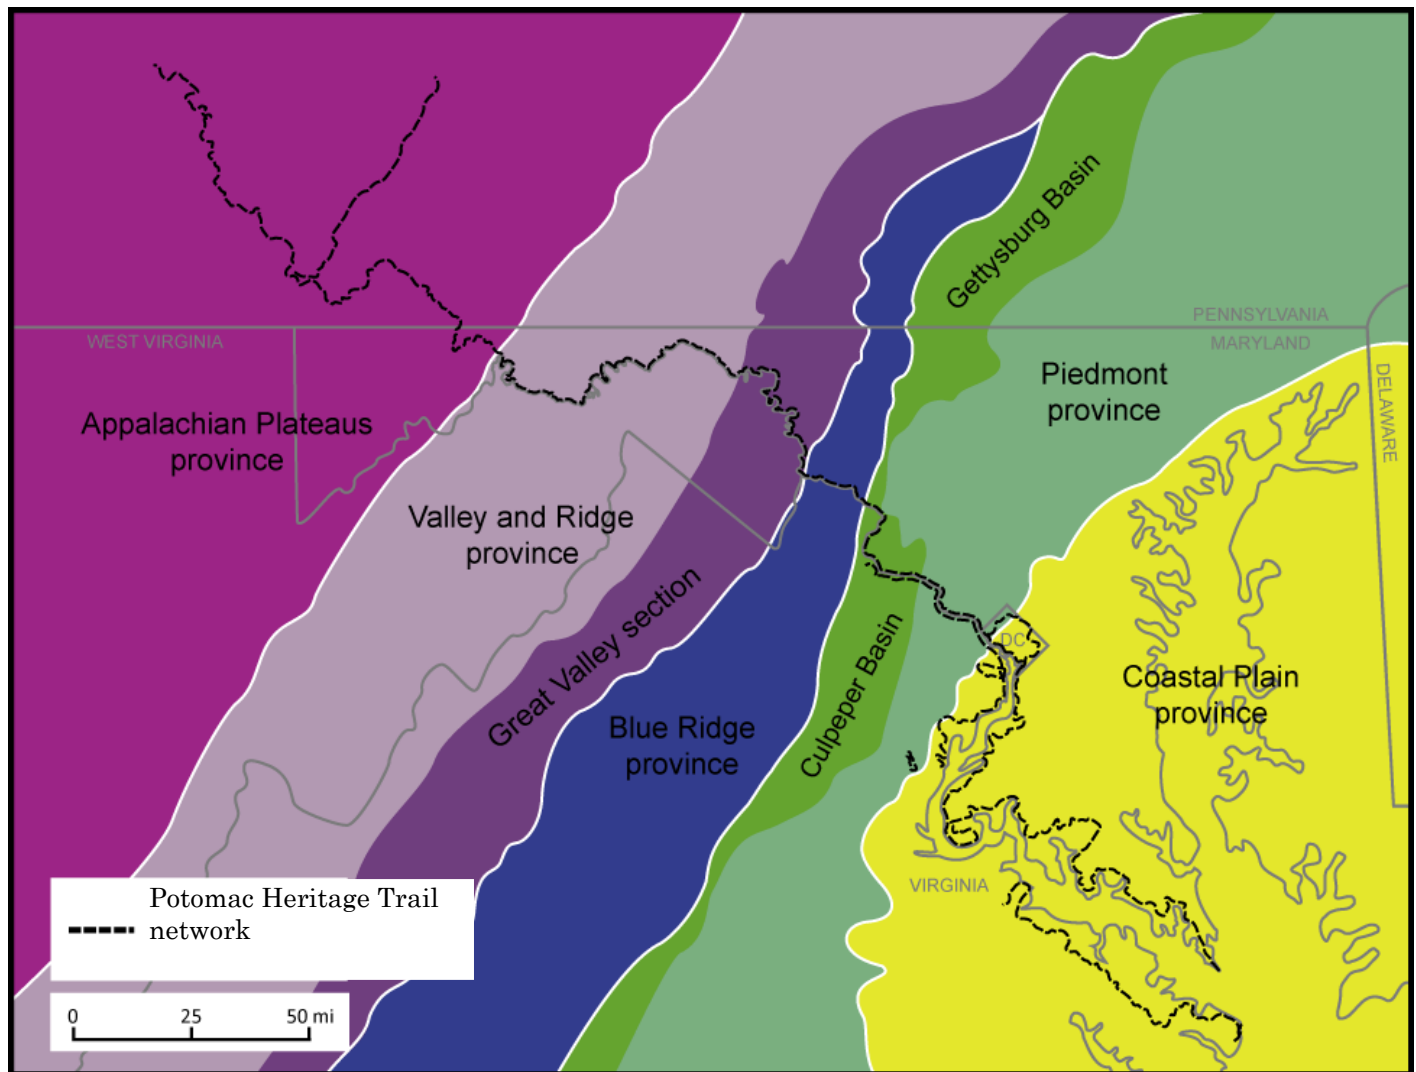 Gettysburg Basin
PENNSYLVANIA
WEST VIRGINIA
MARYLAND
Piedmont
province
DELAWARE
Appalachian Plateaus
province
Valley and Ridge
province
Great Valley section
DC
Culpeper Basin
Coastal Plain
province
Blue Ridge
province
VIRGINIA
Potomac Heritage Trail
network
0 25 50 mi